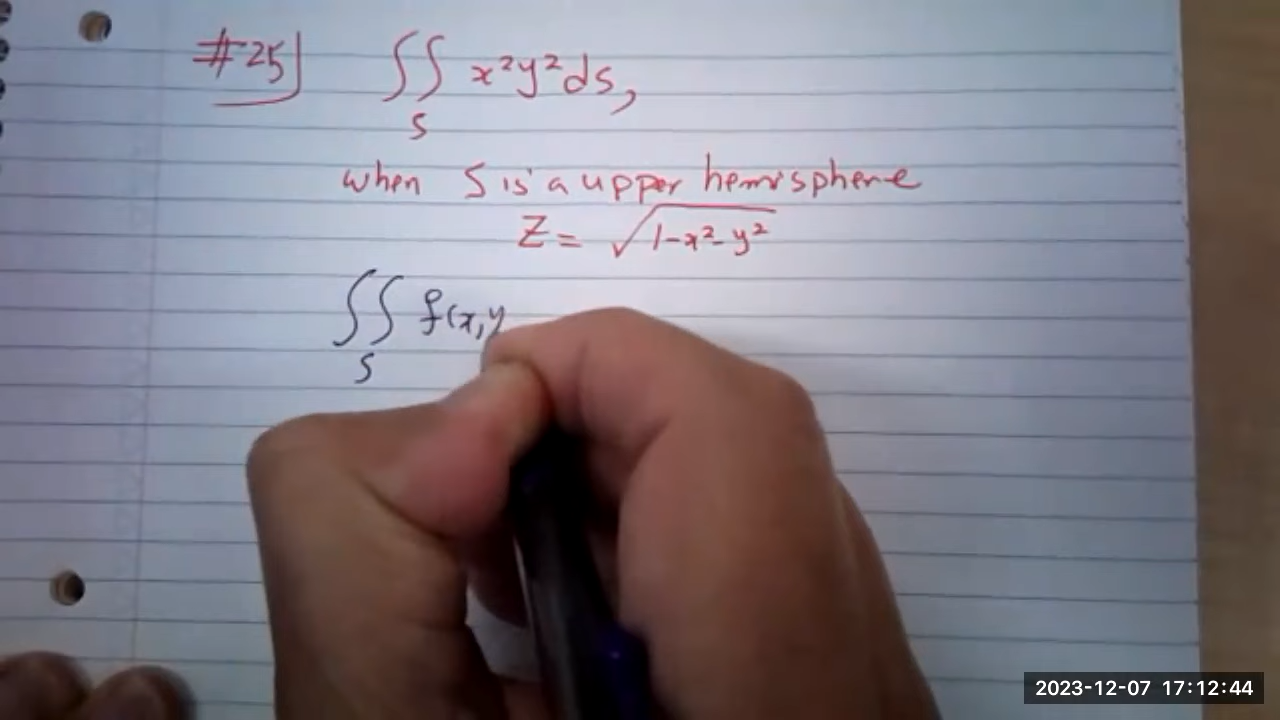 #25] ∬ x²y² ds,
S
when S is a upper hemisphere
Z = √1-x²-y²
∬ f(x,y
S
2023-12-07 17:12:44